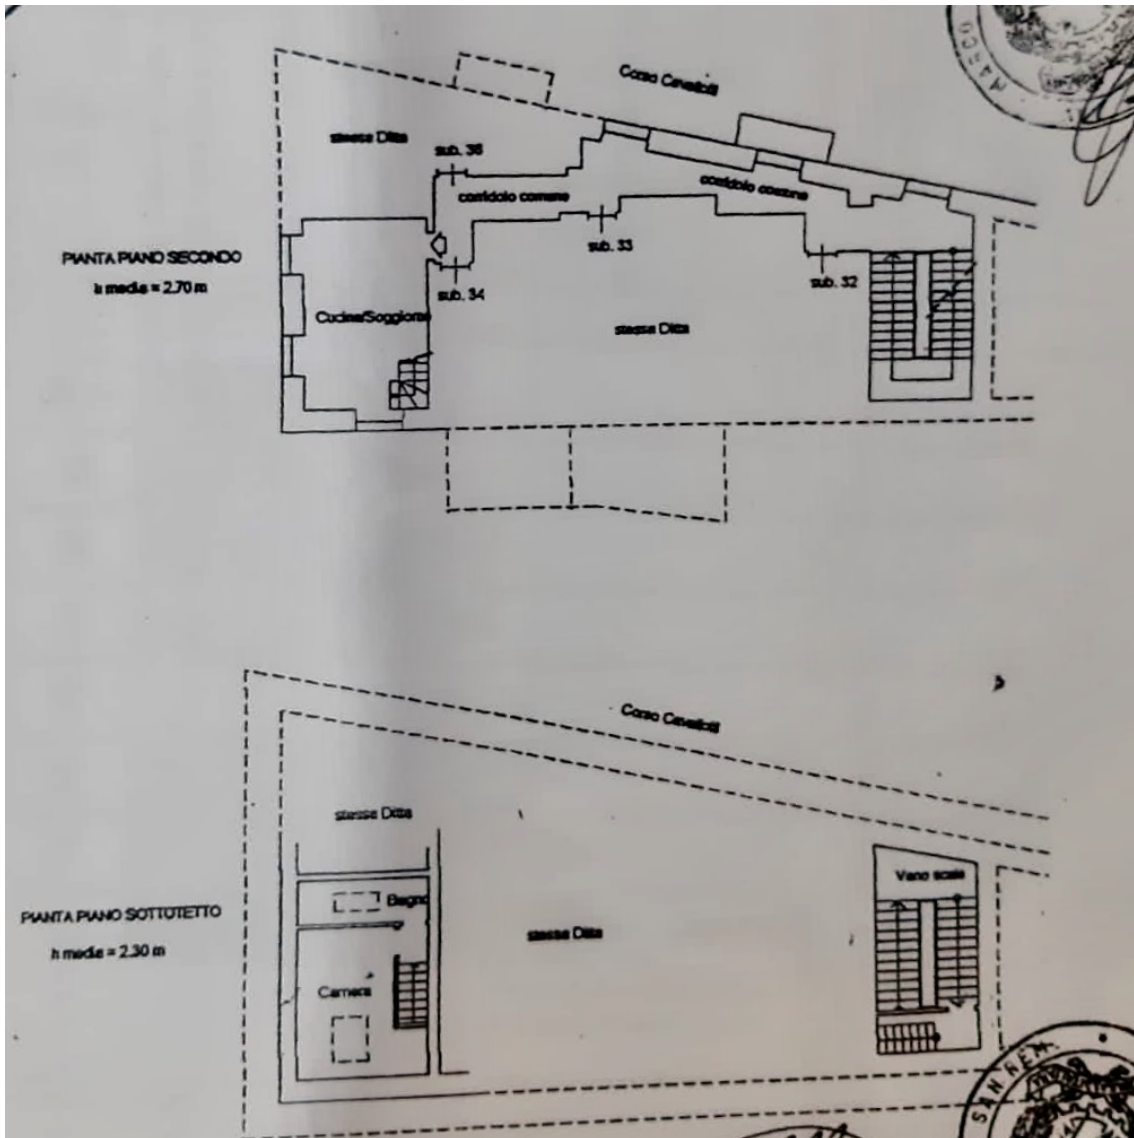 MARCO
Corso Cavallotti
stessa Ditta
sub. 36
corridoio comune
corridoio comune
PIANTA PIANO SECONDO
h media = 2.70 m
sub. 33
sub. 34
sub. 32
Cucina/Soggiorno
stessa Ditta
Corso Cavallotti
stessa Ditta
Vano scala
Bagno
PIANTA PIANO SOTTOTETTO
h media = 2.30 m
stessa Ditta
Camera
SANREM